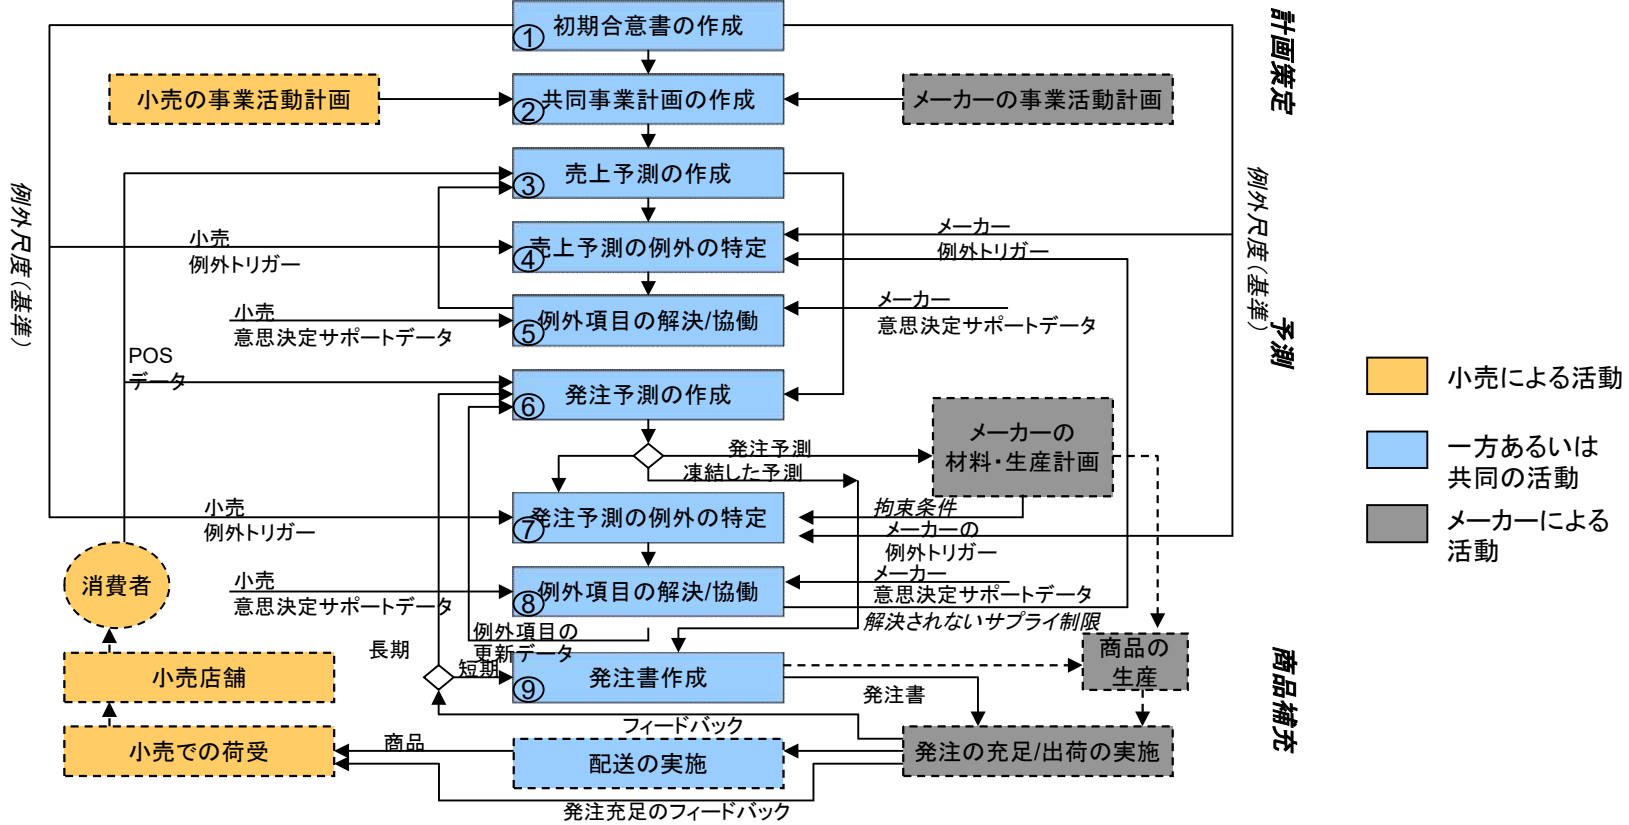 ① 初期合意書の作成
計画策定
小売の事業活動計画
② 共同事業計画の作成
メーカーの事業活動計画
③ 売上予測の作成
例外尺度(基準)
例外尺度(基準)
小売
例外トリガー
④ 売上予測の例外の特定
メーカー
例外トリガー
小売
意思決定サポートデータ
⑤ 例外項目の解決/協働
メーカー
意思決定サポートデータ
予測
POS
データ
⑥ 発注予測の作成
発注予測
凍結した予測
メーカーの
材料・生産計画
小売による活動
一方あるいは
共同の活動
メーカーによる
活動
小売
例外トリガー
⑦ 発注予測の例外の特定
拘束条件
メーカーの
例外トリガー
消費者
小売
意思決定サポートデータ
⑧ 例外項目の解決/協働
メーカー
意思決定サポートデータ
解決されないサプライ制限
例外項目の
更新データ
長期
短期
小売店舗
⑨ 発注書作成
発注書
商品の
生産
商品補充
フィードバック
小売での荷受
商品
配送の実施
発注の充足/出荷の実施
発注充足のフィードバック